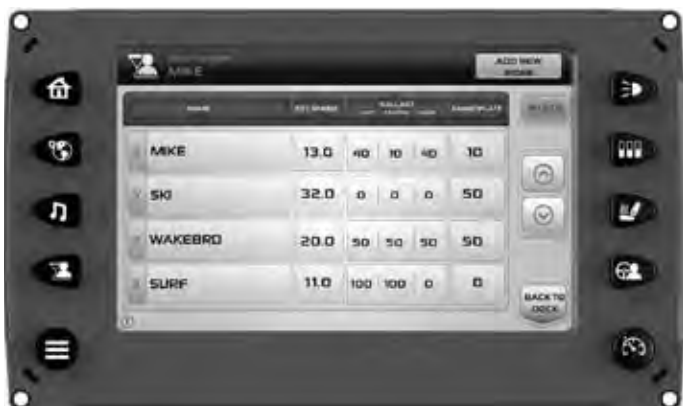 MIKE
ADD NEW
NAME SET SPEED BALLAST
MIKE 13.0 40 10 40 10
SKI 32.0 0 0 0 50
WAKEBRD 20.0 50 50 50 50
SURF 11.0 100 100 0 0
BACK TO
DOCK